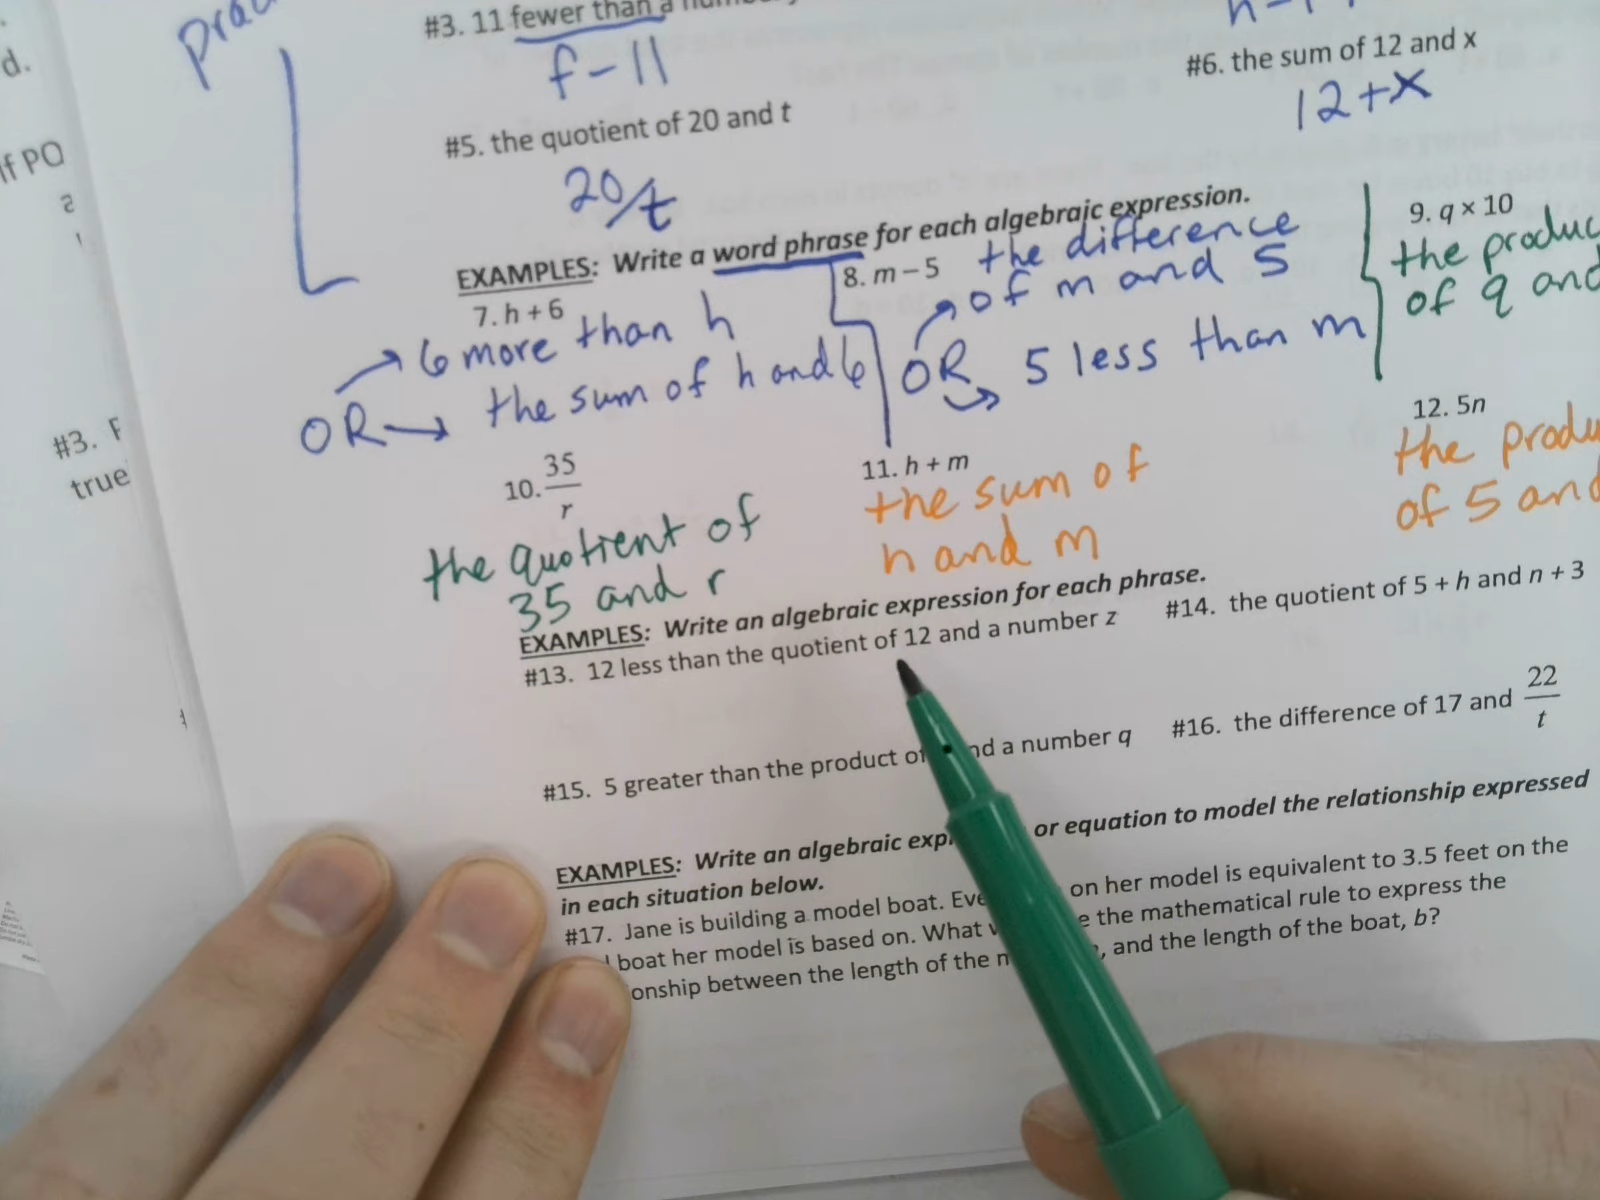 d.
#3. 11 fewer than a
f - 11
#6. the sum of 12 and x
12+x
If PO
#5. the quotient of 20 and t
20/t
EXAMPLES: Write a word phrase for each algebraic expression.
7. h + 6
6 more than h
OR → the sum of h and 6
8. m – 5 the difference
of m and 5
OR 5 less than m
9. q × 10
the produc
of q and
#3.
true
10. 35/r
the quotient of
35 and r
11. h + m
the sum of
h and m
12. 5n
the produ
of 5 and
EXAMPLES: Write an algebraic expression for each phrase.
#13. 12 less than the quotient of 12 and a number z
#14. the quotient of 5 + h and n + 3
#15. 5 greater than the product of and a number q
#16. the difference of 17 and 22/t
EXAMPLES: Write an algebraic or equation to model the relationship expressed
in each situation below.
#17. Jane is building a model boat. on her model is equivalent to 3.5 feet on the
boat her model is based on. What the mathematical rule to express the
onship between the length of the , and the length of the boat, b?